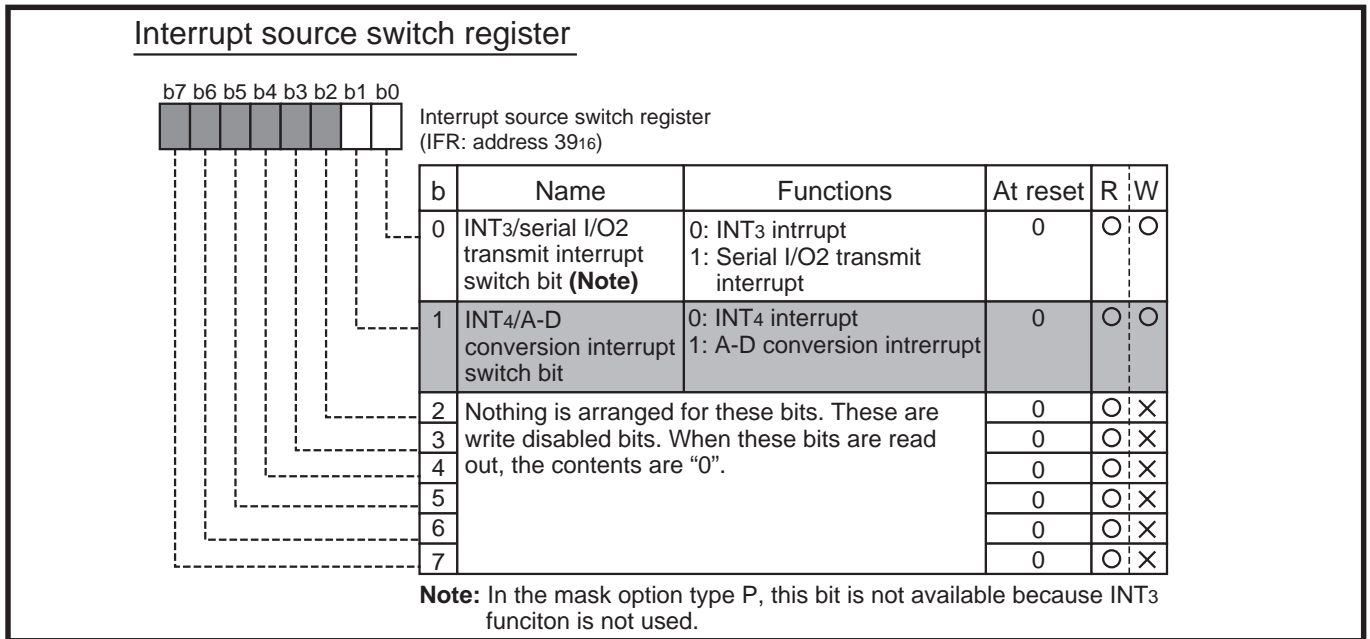 Interrupt source switch register
b7 b6 b5 b4 b3 b2 b1 b0
Interrupt source switch register
(IFR: address 3916)
b Name Functions At reset R W
0 INT3/serial I/O2 transmit interrupt switch bit (Note) 0: INT3 intrrupt 1: Serial I/O2 transmit interrupt 0 O O
1 INT4/A-D conversion interrupt switch bit 0: INT4 interrupt 1: A-D conversion intrerrupt 0 O O
2 Nothing is arranged for these bits. These are 0 O ×
3 write disabled bits. When these bits are read 0 O ×
4 out, the contents are “0”. 0 O ×
5 0 O ×
6 0 O ×
7 0 O ×
Note: In the mask option type P, this bit is not available because INT3
funciton is not used.